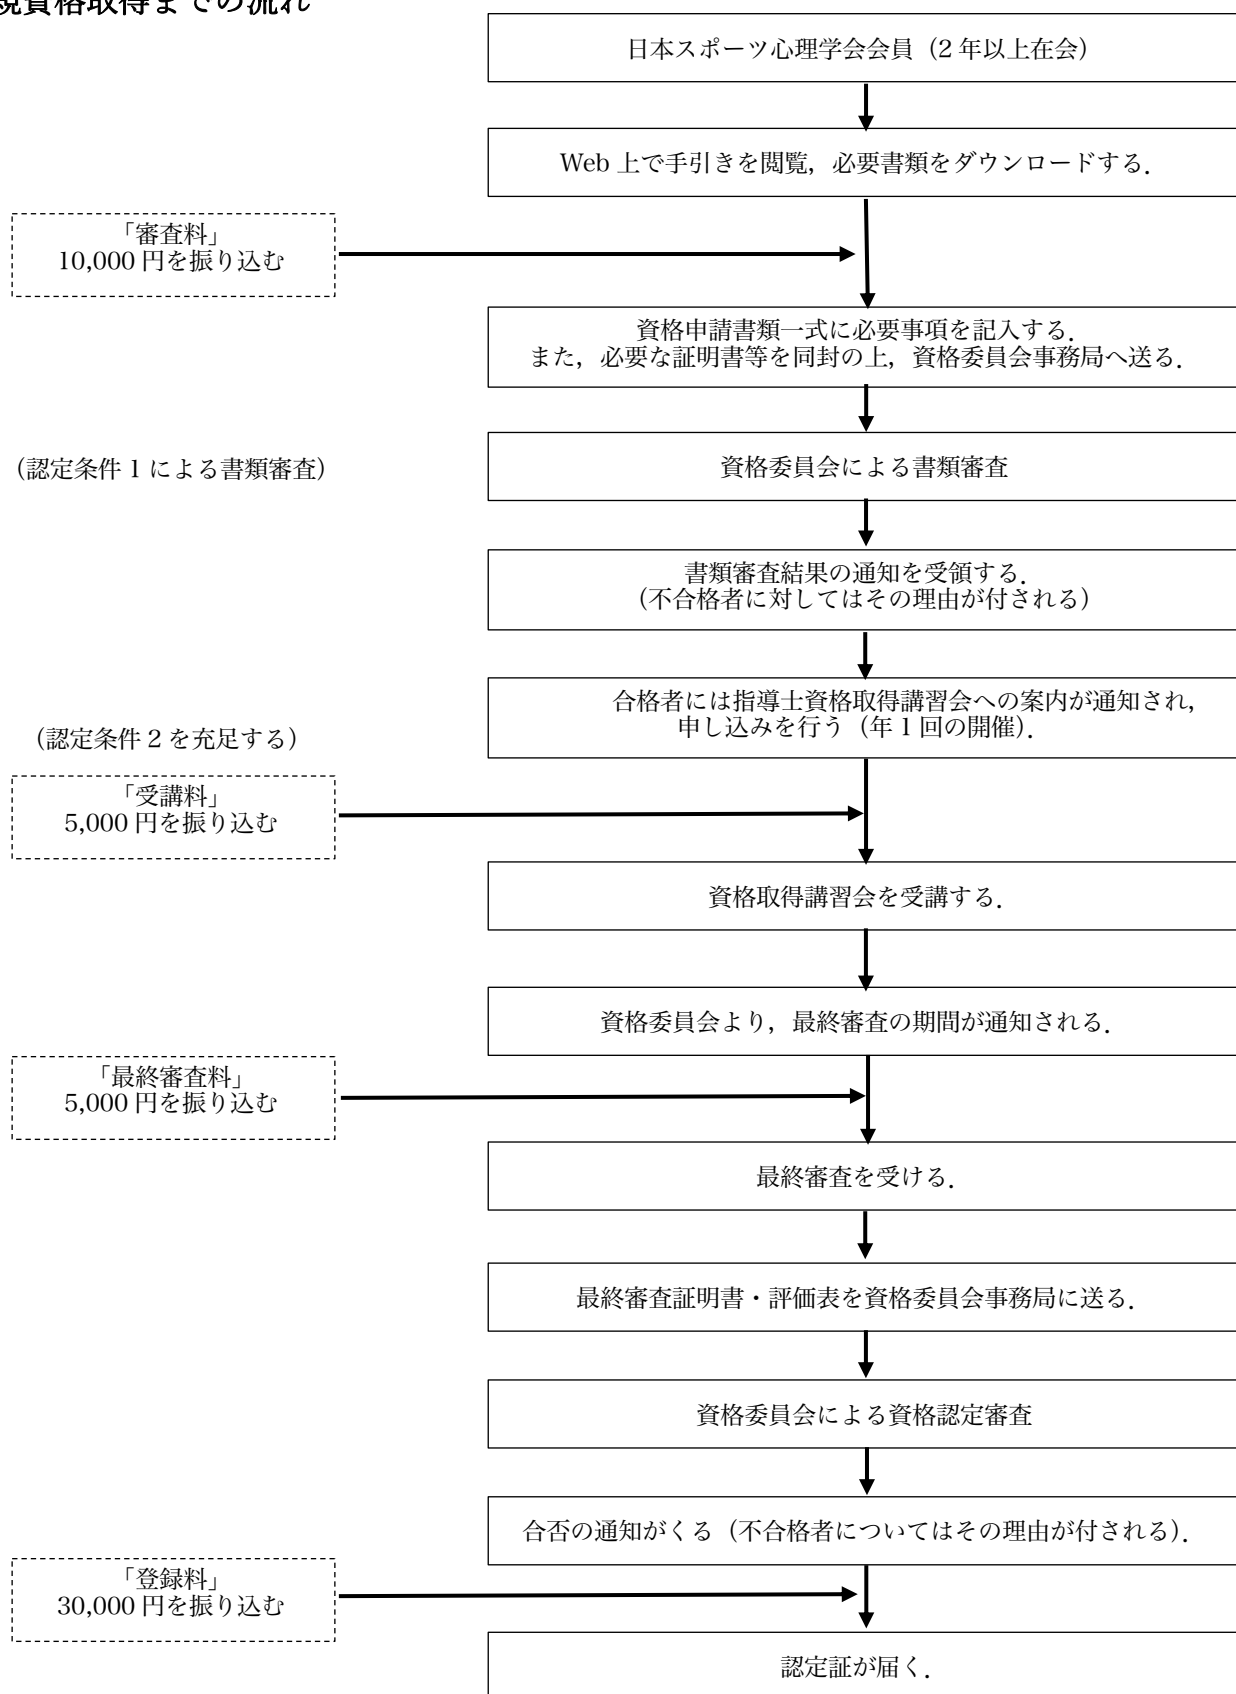 規資格取得までの流れ
日本スポーツ心理学会会員（2 年以上在会）
Web 上で手引きを閲覧，必要書類をダウンロードする．
「審査料」
10,000 円を振り込む
資格申請書類一式に必要事項を記入する．
また，必要な証明書等を同封の上，資格委員会事務局へ送る．
（認定条件 1 による書類審査）
資格委員会による書類審査
書類審査結果の通知を受領する．
（不合格者に対してはその理由が付される）
合格者には指導士資格取得講習会への案内が通知され，
申し込みを行う（年 1 回の開催）．
（認定条件 2 を充足する）
「受講料」
5,000 円を振り込む
資格取得講習会を受講する．
資格委員会より，最終審査の期間が通知される．
「最終審査料」
5,000 円を振り込む
最終審査を受ける．
最終審査証明書・評価表を資格委員会事務局に送る．
資格委員会による資格認定審査
合否の通知がくる（不合格者についてはその理由が付される）．
「登録料」
30,000 円を振り込む
認定証が届く．